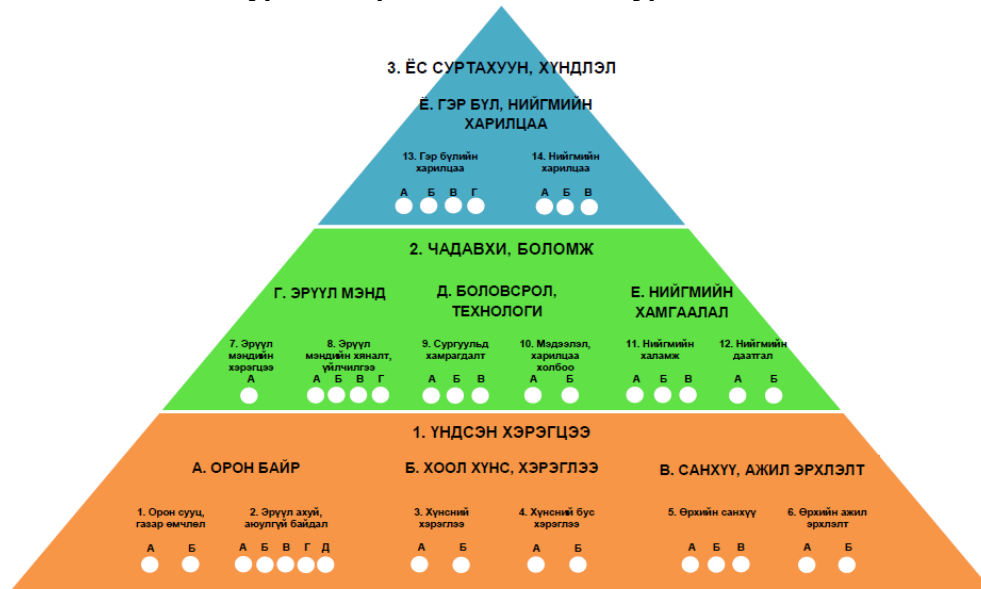 3. ЁС СУРТАХУУН, ХҮНДЛЭЛ
Ё. ГЭР БҮЛ, НИЙГМИЙН
ХАРИЛЦАА
13. Гэр бүлийн
харилцаа
А Б В Г
14. Нийгмийн
харилцаа
А Б В
2. ЧАДАВХИ, БОЛОМЖ
Г. ЭРҮҮЛ МЭНД
7. Эрүүл
мэндийн
хэрэгцээ
А
8. Эрүүл
мэндийн хяналт,
үйлчилгээ
А Б В Г
Д. БОЛОВСРОЛ,
ТЕХНОЛОГИ
9. Сургуульд
хамрагдалт
А Б В
10. Мэдээлэл,
харилцаа
холбоо
А Б
Е. НИЙГМИЙН
ХАМГААЛАЛ
11. Нийгмийн
халамж
А Б В
12. Нийгмийн
даатгал
А Б
1. ҮНДСЭН ХЭРЭГЦЭЭ
А. ОРОН БАЙР
1. Орон сууц,
газар өмчлөл
А Б
2. Эрүүл ахуй,
аюулгүй байдал
А Б В Г Д
Б. ХООЛ ХҮНС, ХЭРЭГЛЭЭ
3. Хүнсний
хэрэглээ
А Б
4. Хүнсний бус
хэрэглээ
А Б
В. САНХҮҮ, АЖИЛ ЭРХЛЭЛТ
5. Өрхийн санхүү
А Б В
6. Өрхийн ажил
эрхлэлт
А Б